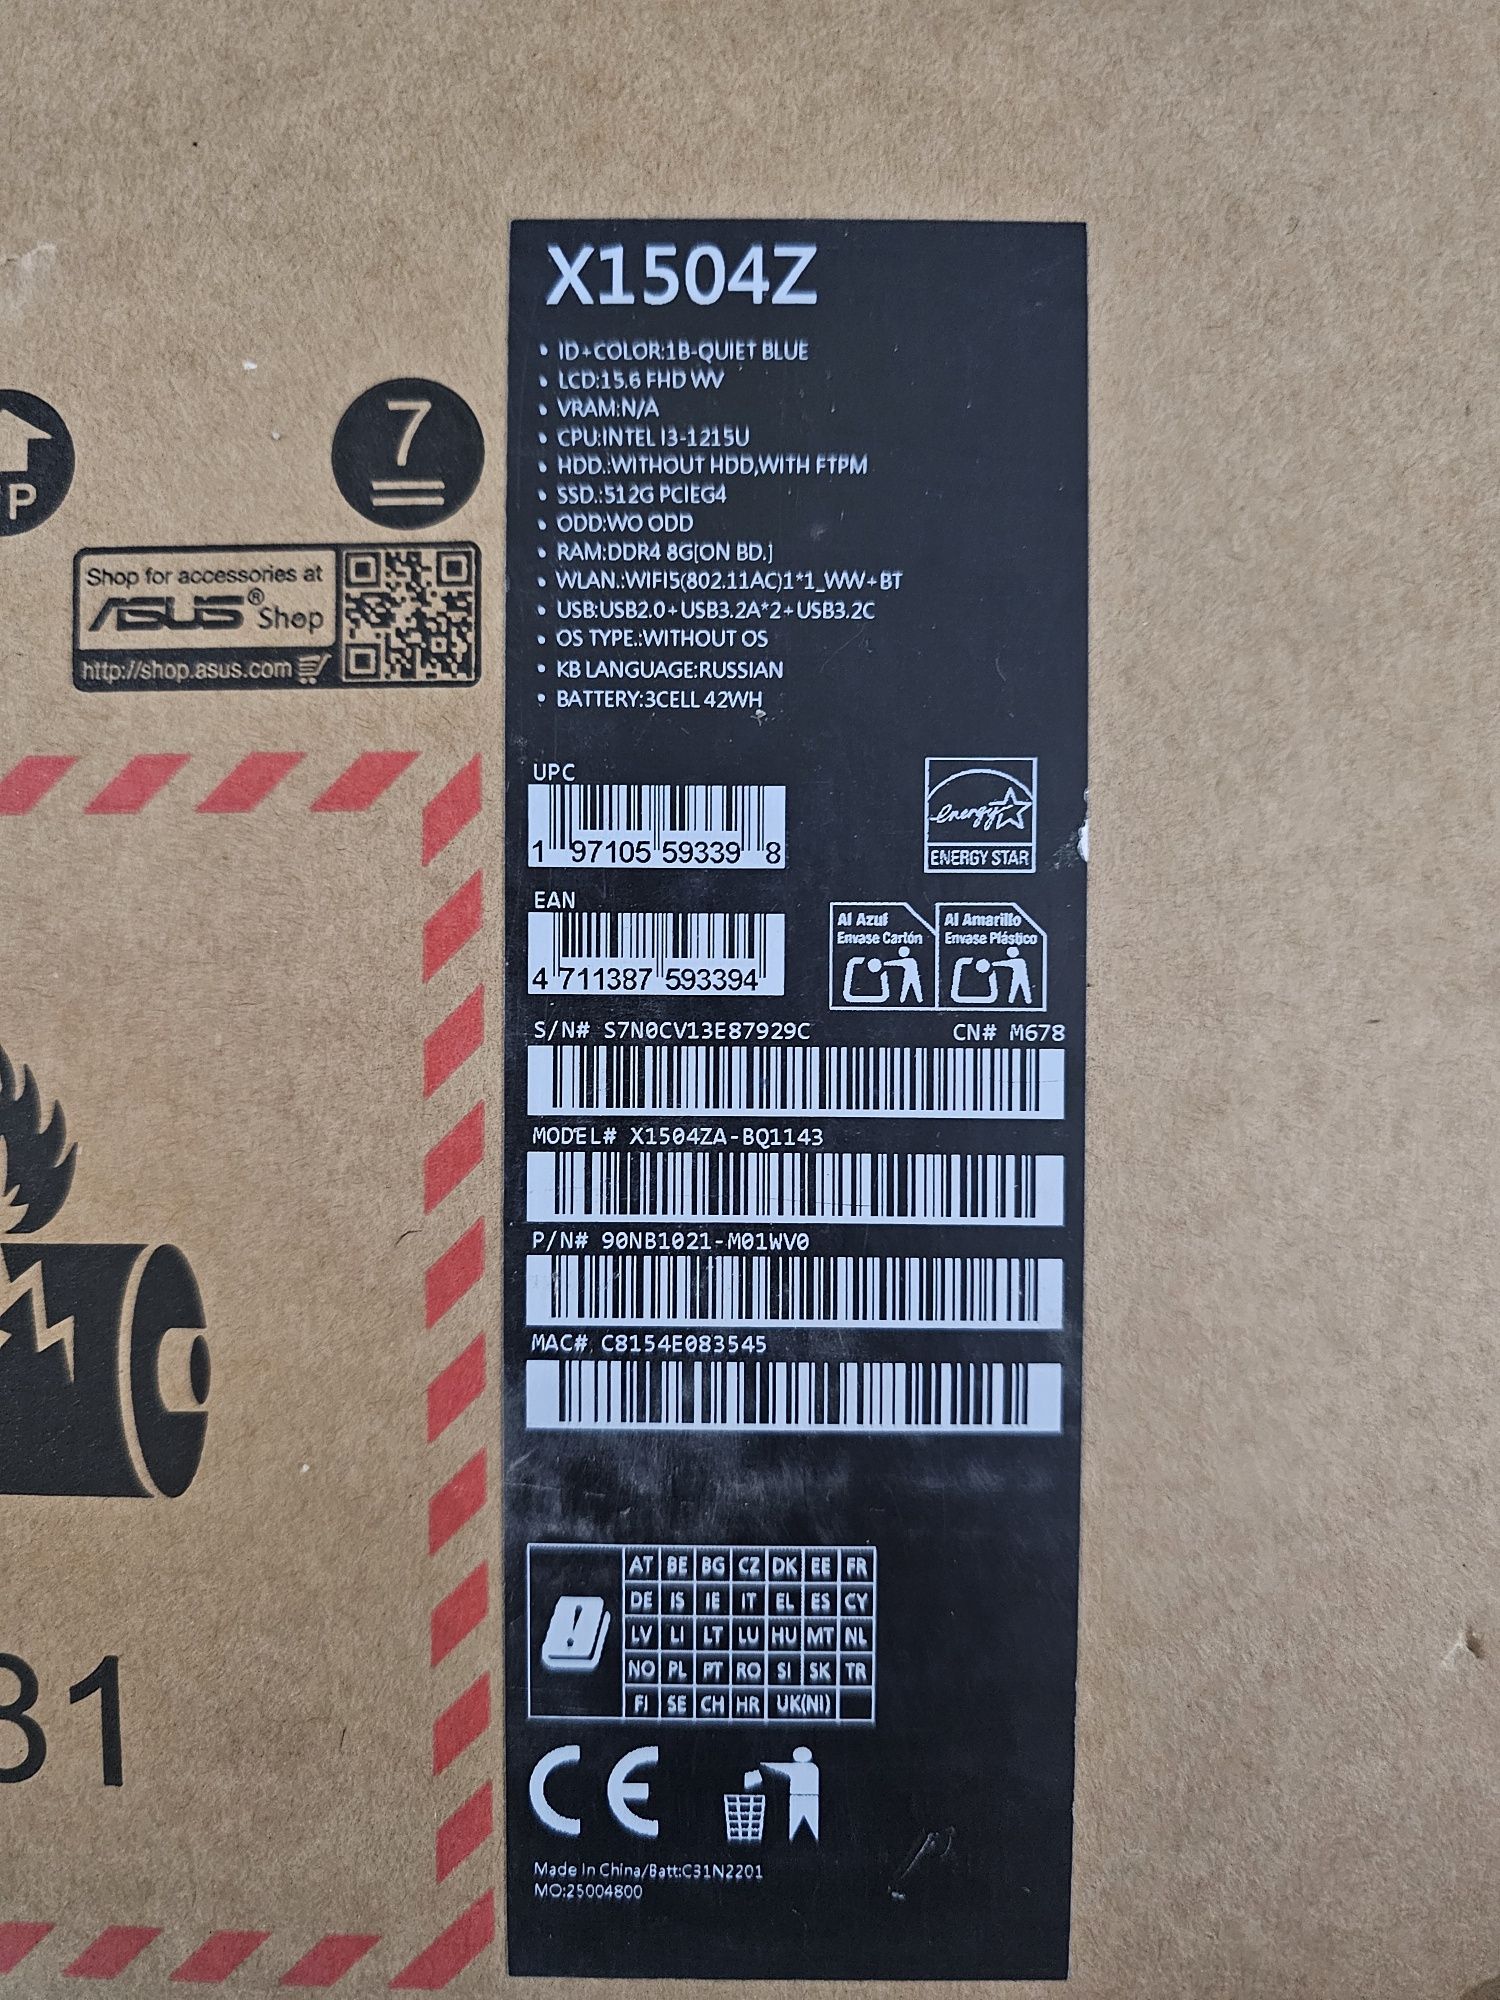 X1504Z
• ID+COLOR:1B-QUIET BLUE
• LCD:15.6 FHD WV
• VRAM:N/A
• CPU:INTEL I3-1215U
• HDD.:WITHOUT HDD,WITH FTPM
• SSD.:512G PCIEG4
• ODD:WO ODD
• RAM:DDR4 8G[ON BD.]
• WLAN.:WIFI5(802.11AC)1*1_WW+BT
• USB:USB2.0+USB3.2A*2+USB3.2C
• OS TYPE.:WITHOUT OS
• KB LANGUAGE:RUSSIAN
• BATTERY:3CELL 42WH
7
P
Shop for accessories at
ASUS® Shop
http://shop.asus.com
UPC
1 97105 59339 8
energy
ENERGY STAR
EAN
4 711387 593394
Al Azul
Envase Cartón
Al Amarillo
Envase Plástico
S/N# S7N0CV13E87929C CN# M678
MODEL# X1504ZA-BQ1143
P/N# 90NB1021-M01WV0
MAC# C8154E083545
AT BE BG CZ DK EE FR
DE IS IE IT EL ES CY
LV LI LT LU HU MT NL
NO PL PT RO SI SK TR
FI SE CH HR UK(NI)
31
CE
Made In China/Batt:C31N2201
MO:25004800